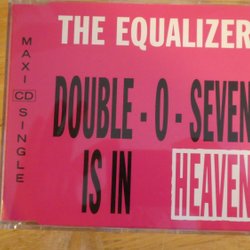 THE EQUALIZER
MAXI CD SINGLE
DOUBLE - O - SEVEN
IS IN HEAVEN